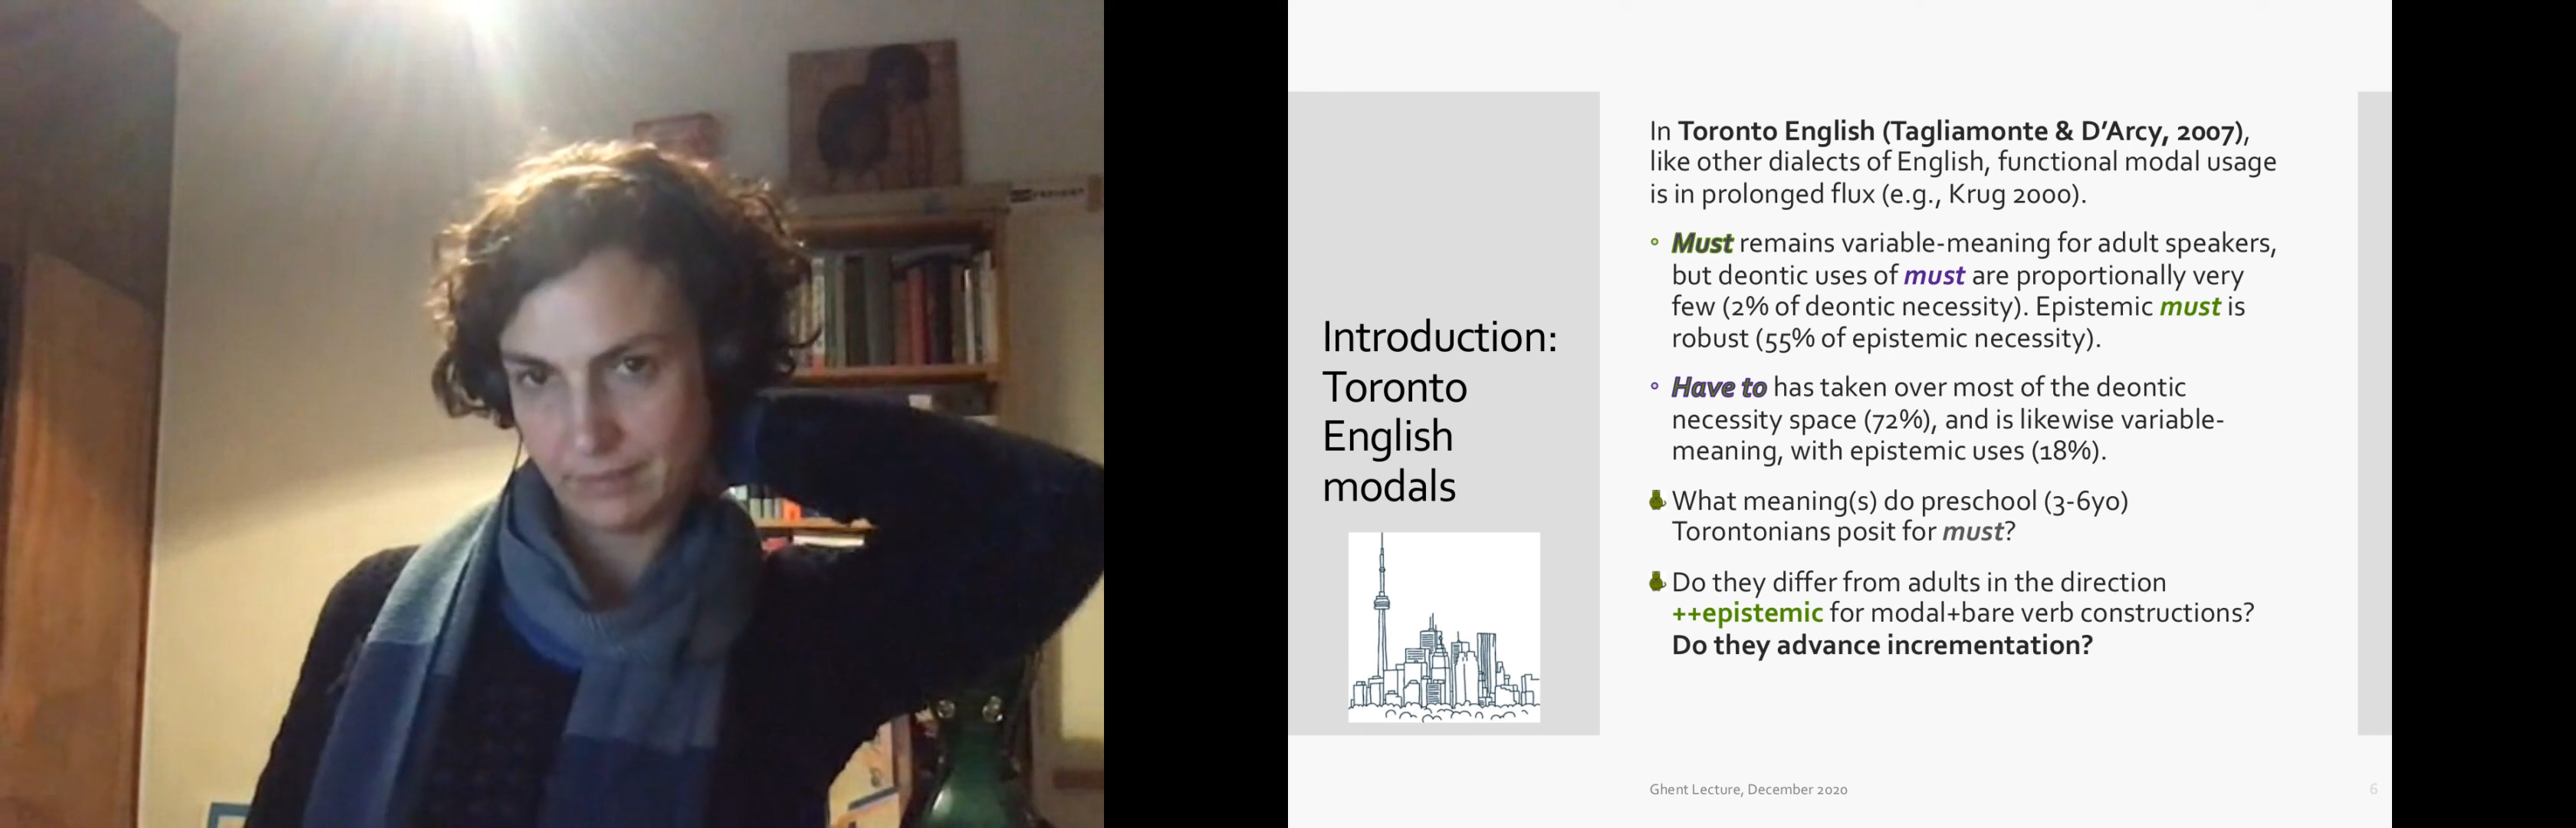 Introduction:
Toronto
English
modals
In Toronto English (Tagliamonte & D’Arcy, 2007),
like other dialects of English, functional modal usage
is in prolonged flux (e.g., Krug 2000).
Must remains variable-meaning for adult speakers,
but deontic uses of must are proportionally very
few (2% of deontic necessity). Epistemic must is
robust (55% of epistemic necessity).
Have to has taken over most of the deontic
necessity space (72%), and is likewise variable-
meaning, with epistemic uses (18%).
What meaning(s) do preschool (3-6yo)
Torontonians posit for must?
Do they differ from adults in the direction
++epistemic for modal+bare verb constructions?
Do they advance incrementation?
Ghent Lecture, December 2020
6